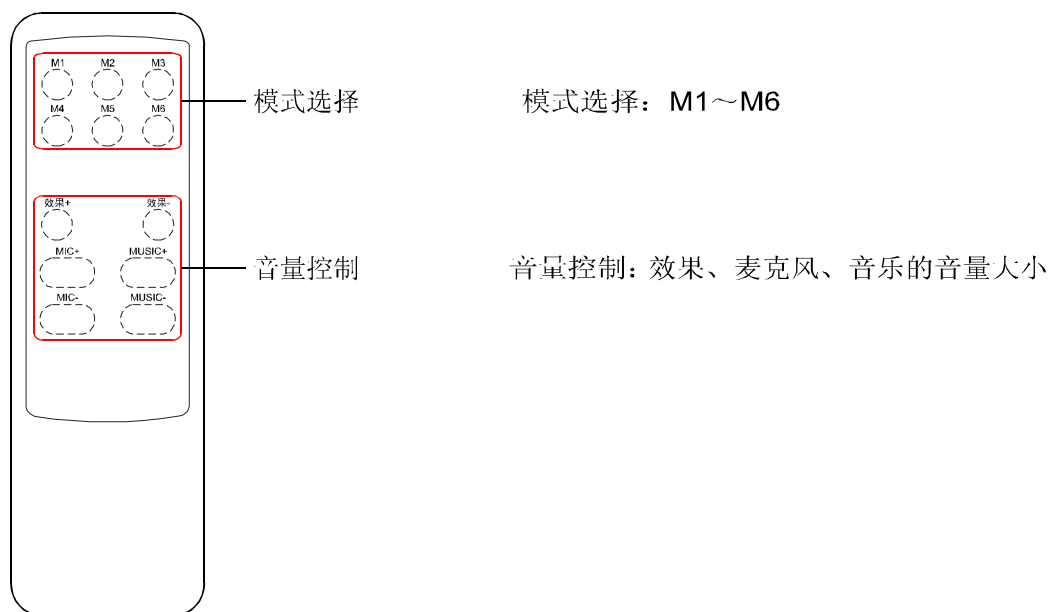 M1 M2 M3
M4 M5 M6
模式选择
模式选择：M1～M6
效果+ 效果-
MIC+ MUSIC+
MIC- MUSIC-
音量控制
音量控制：效果、麦克风、音乐的音量大小